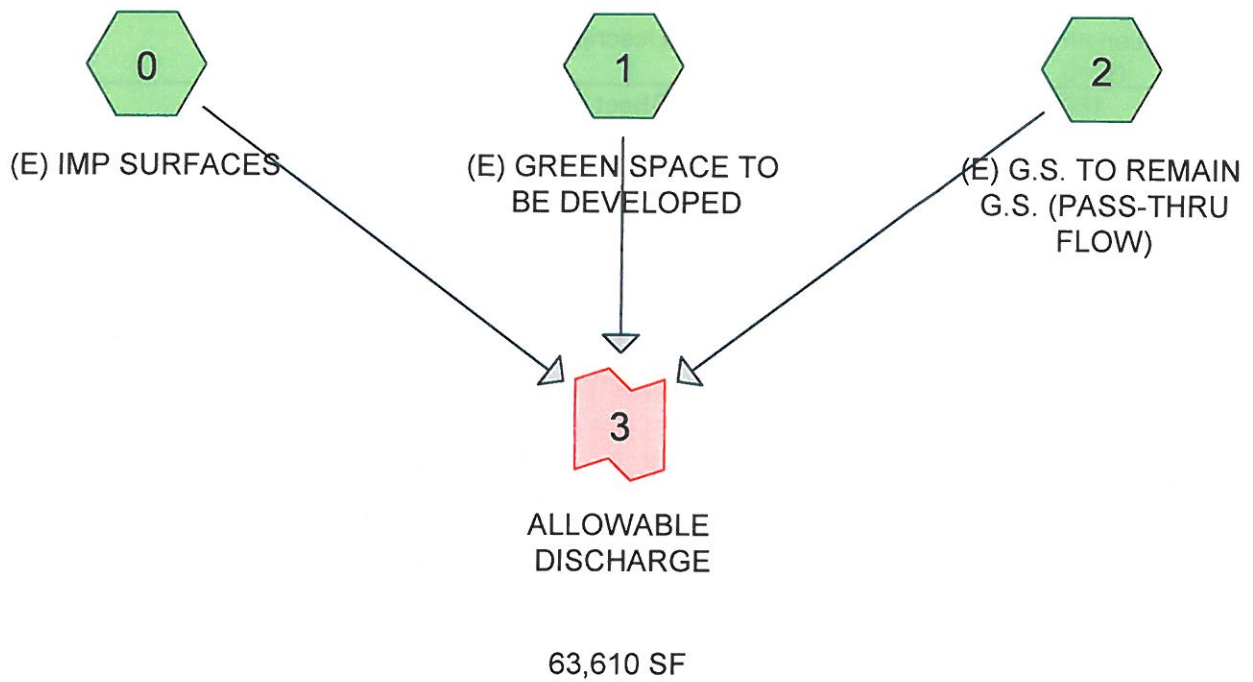 0
1
2
(E) IMP SURFACES
(E) GREEN SPACE TO
BE DEVELOPED
(E) G.S. TO REMAIN
G.S. (PASS-THRU
FLOW)
3
ALLOWABLE
DISCHARGE
63,610 SF